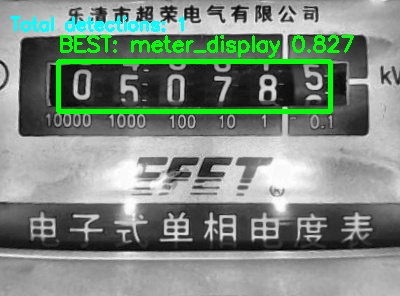 乐清市超荣电气有限公司
Total detections: 1
BEST: meter_display 0.827
0 5 0 7 8 5
kW
10000 1000 100 10 1 0.1
EFET®
电子式单相电度表